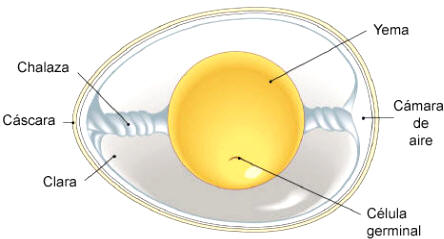 Yema
Chalaza
Cáscara
Cámara
de
aire
Clara
Célula
germinal